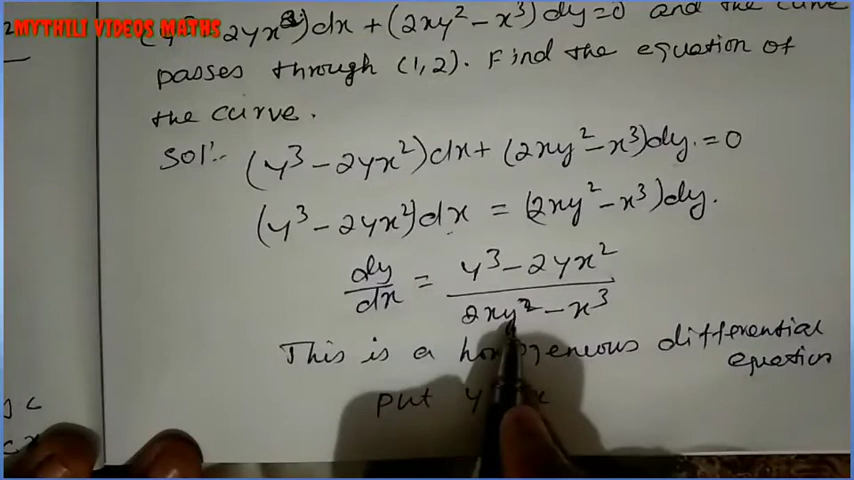 MYTHILI VIDEOS MATHS
2yx²)dx + (2xy² - x³)dy=0 and the curve
passes through (1,2). Find the equation of
the curve.
Sol:- (y³ - 2yx²)dx + (2xy² - x³)dy = 0
(y³ - 2yx²)dx = (2xy² - x³)dy.
dy/dx = y³ - 2yx² / 2xy² - x³
This is a homogeneous differential
equation
put y